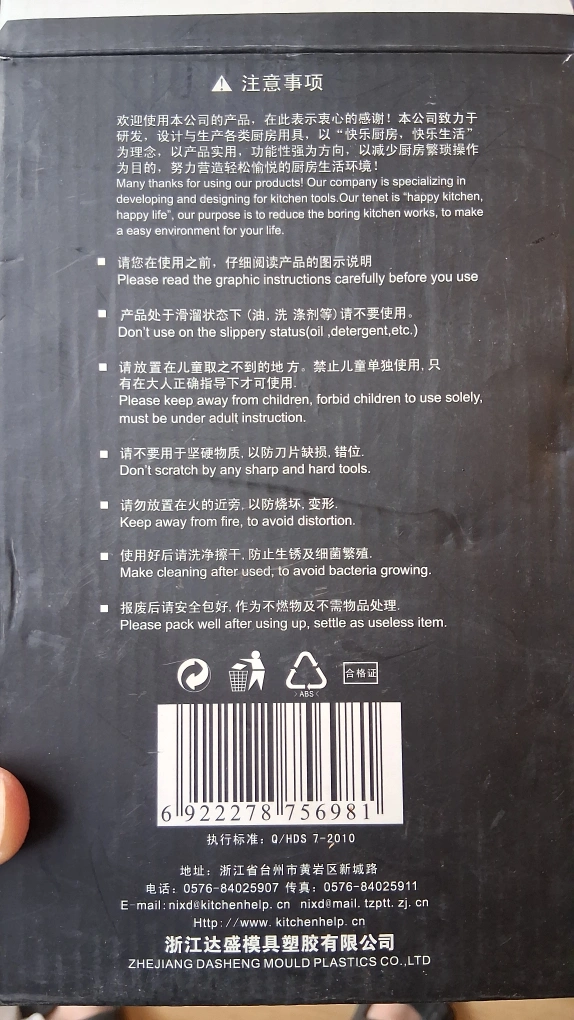 注意事项
欢迎使用本公司的产品，在此表示衷心的感谢！本公司致力于
研发，设计与生产各类厨房用具，以“快乐厨房，快乐生活”
为理念，以产品实用，功能性强为方向，以减少厨房繁琐操作
为目的，努力营造轻松愉悦的厨房生活环境！
Many thanks for using our products! Our company is specializing in
developing and designing for kitchen tools.Our tenet is “happy kitchen,
happy life”, our purpose is to reduce the boring kitchen works, to make
a easy environment for your life.
■ 请您在使用之前，仔细阅读产品的图示说明
Please read the graphic instructions carefully before you use
■ 产品处于滑溜状态下（油, 洗 涤剂等）请不要使用。
Don't use on the slippery status(oil ,detergent,etc.)
■ 请放置在儿童取之不到的地方。禁止儿童单独使用, 只
有在大人正确指导下才可使用.
Please keep away from children, forbid children to use solely,
must be under adult instruction.
■ 请不要用于坚硬物质, 以防刀片缺损, 错位.
Don't scratch by any sharp and hard tools.
■ 请勿放置在火的近旁, 以防烧坏, 变形.
Keep away from fire, to avoid distortion.
■ 使用好后请洗净擦干, 防止生锈及细菌繁殖.
Make cleaning after used, to avoid bacteria growing.
■ 报废后请安全包好, 作为不燃物及不需物品处理.
Please pack well after using up, settle as useless item.
>ABS< 合格证
6 922278 756981
执行标准: Q/HDS 7-2010
地址: 浙江省台州市黄岩区新城路
电话: 0576-84025907 传真: 0576-84025911
E-mail:nixd@kitchenhelp.cn nixd@mail.tzptt.zj.cn
Http://www.kitchenhelp.cn
浙江达盛模具塑胶有限公司
ZHEJIANG DASHENG MOULD PLASTICS CO.,LTD